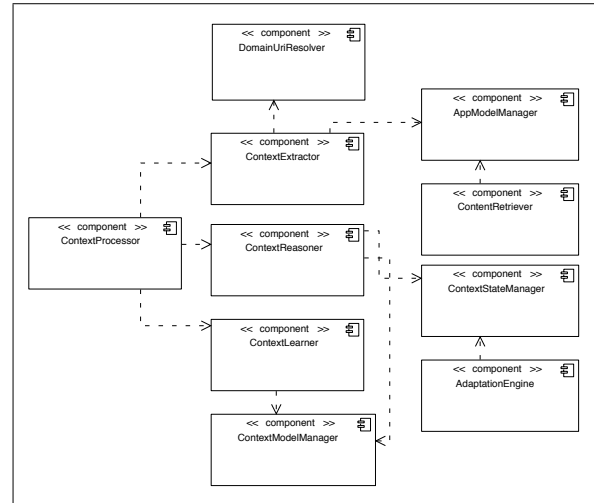 << component >>
DomainUriResolver
<< component >>
AppModelManager
<< component >>
ContextExtractor
<< component >>
ContentRetriever
<< component >>
ContextProcessor
<< component >>
ContextReasoner
<< component >>
ContextStateManager
<< component >>
ContextLearner
<< component >>
AdaptationEngine
<< component >>
ContextModelManager